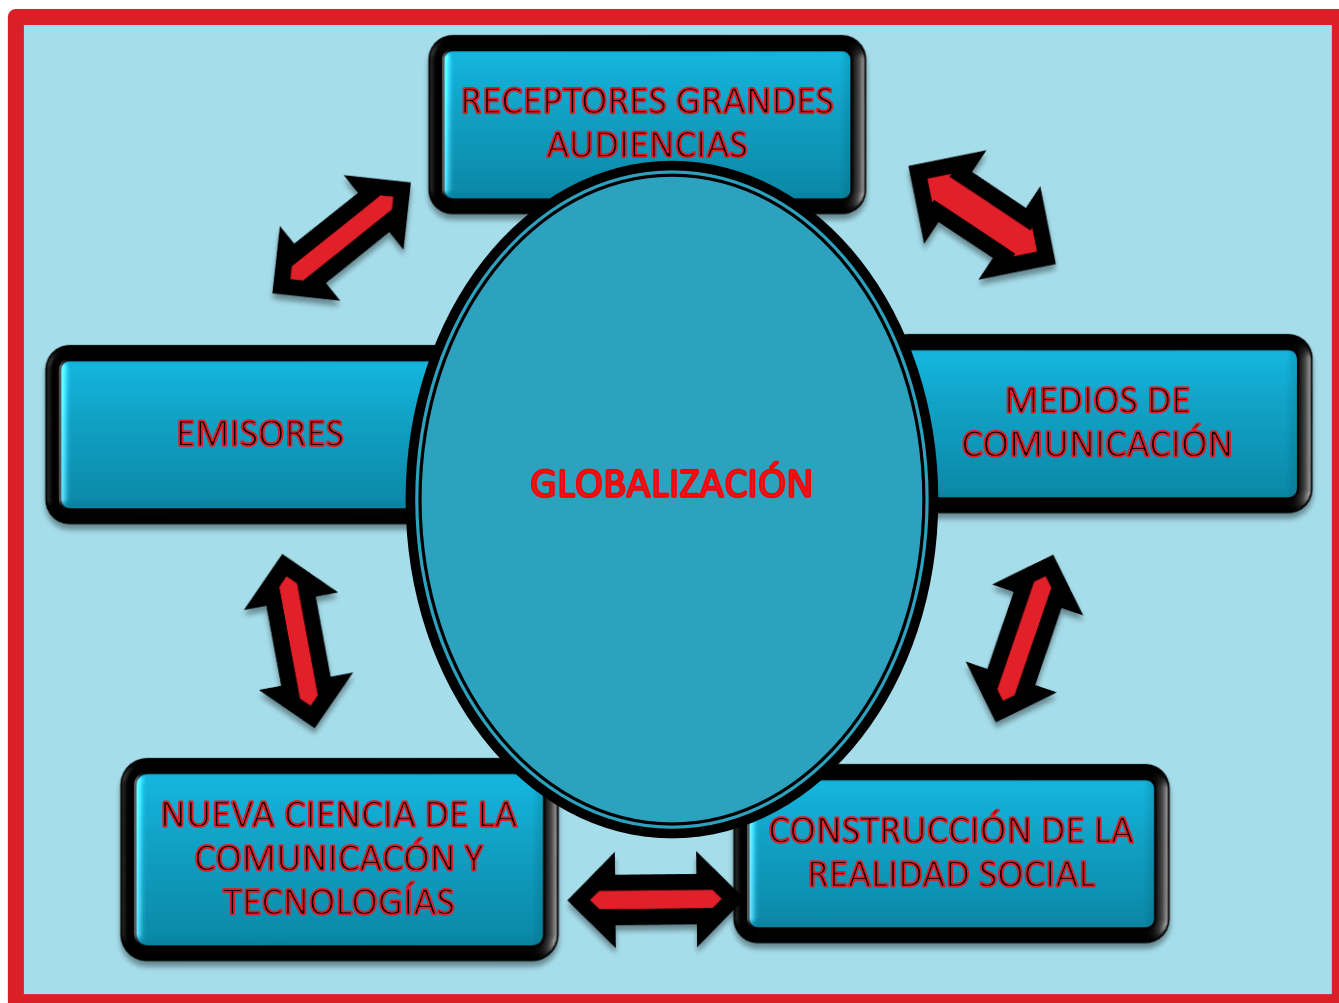 RECEPTORES GRANDES
AUDIENCIAS
EMISORES
MEDIOS DE
COMUNICACIÓN
GLOBALIZACIÓN
NUEVA CIENCIA DE LA
COMUNICACÓN Y
TECNOLOGÍAS
CONSTRUCCIÓN DE LA
REALIDAD SOCIAL